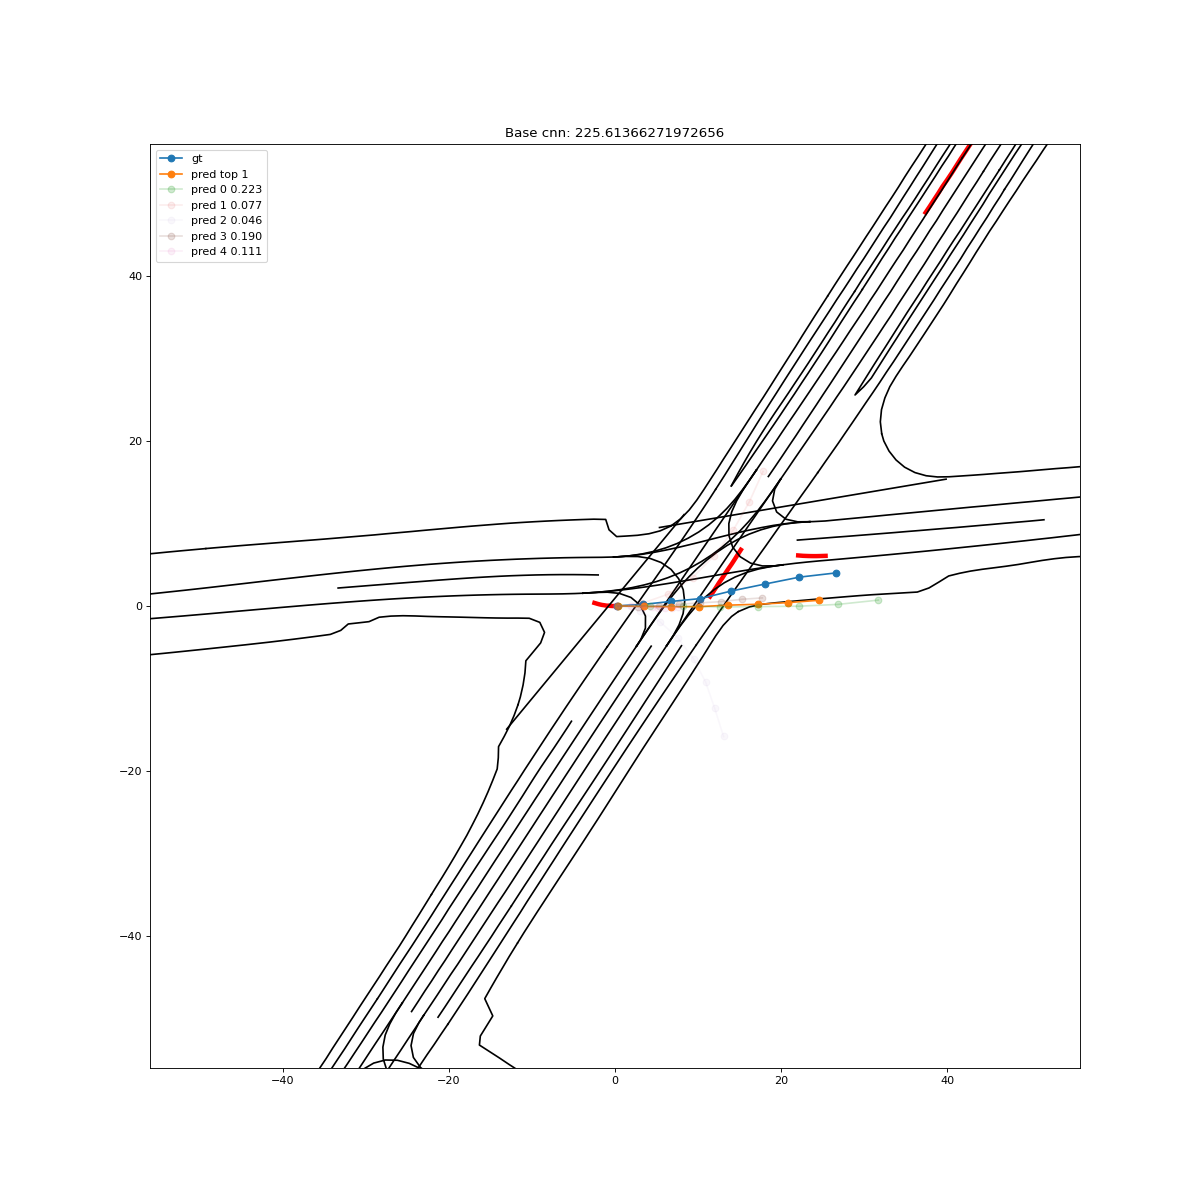 Base cnn: 225.61366271972656
gt
pred top 1
pred 0 0.223
pred 1 0.077
pred 2 0.046
pred 3 0.190
pred 4 0.111
40
20
0
−20
−40
−40 −20 0 20 40